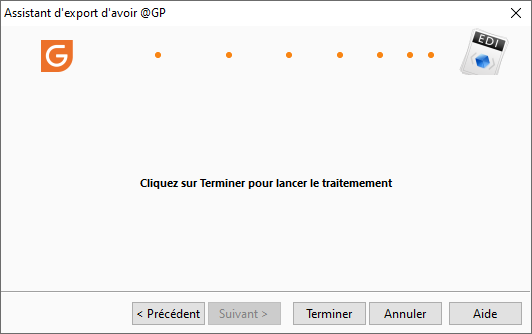 Assistant d'export d'avoir @GP
G
EDI
Cliquez sur Terminer pour lancer le traitemement
< Précédent Suivant > Terminer Annuler Aide